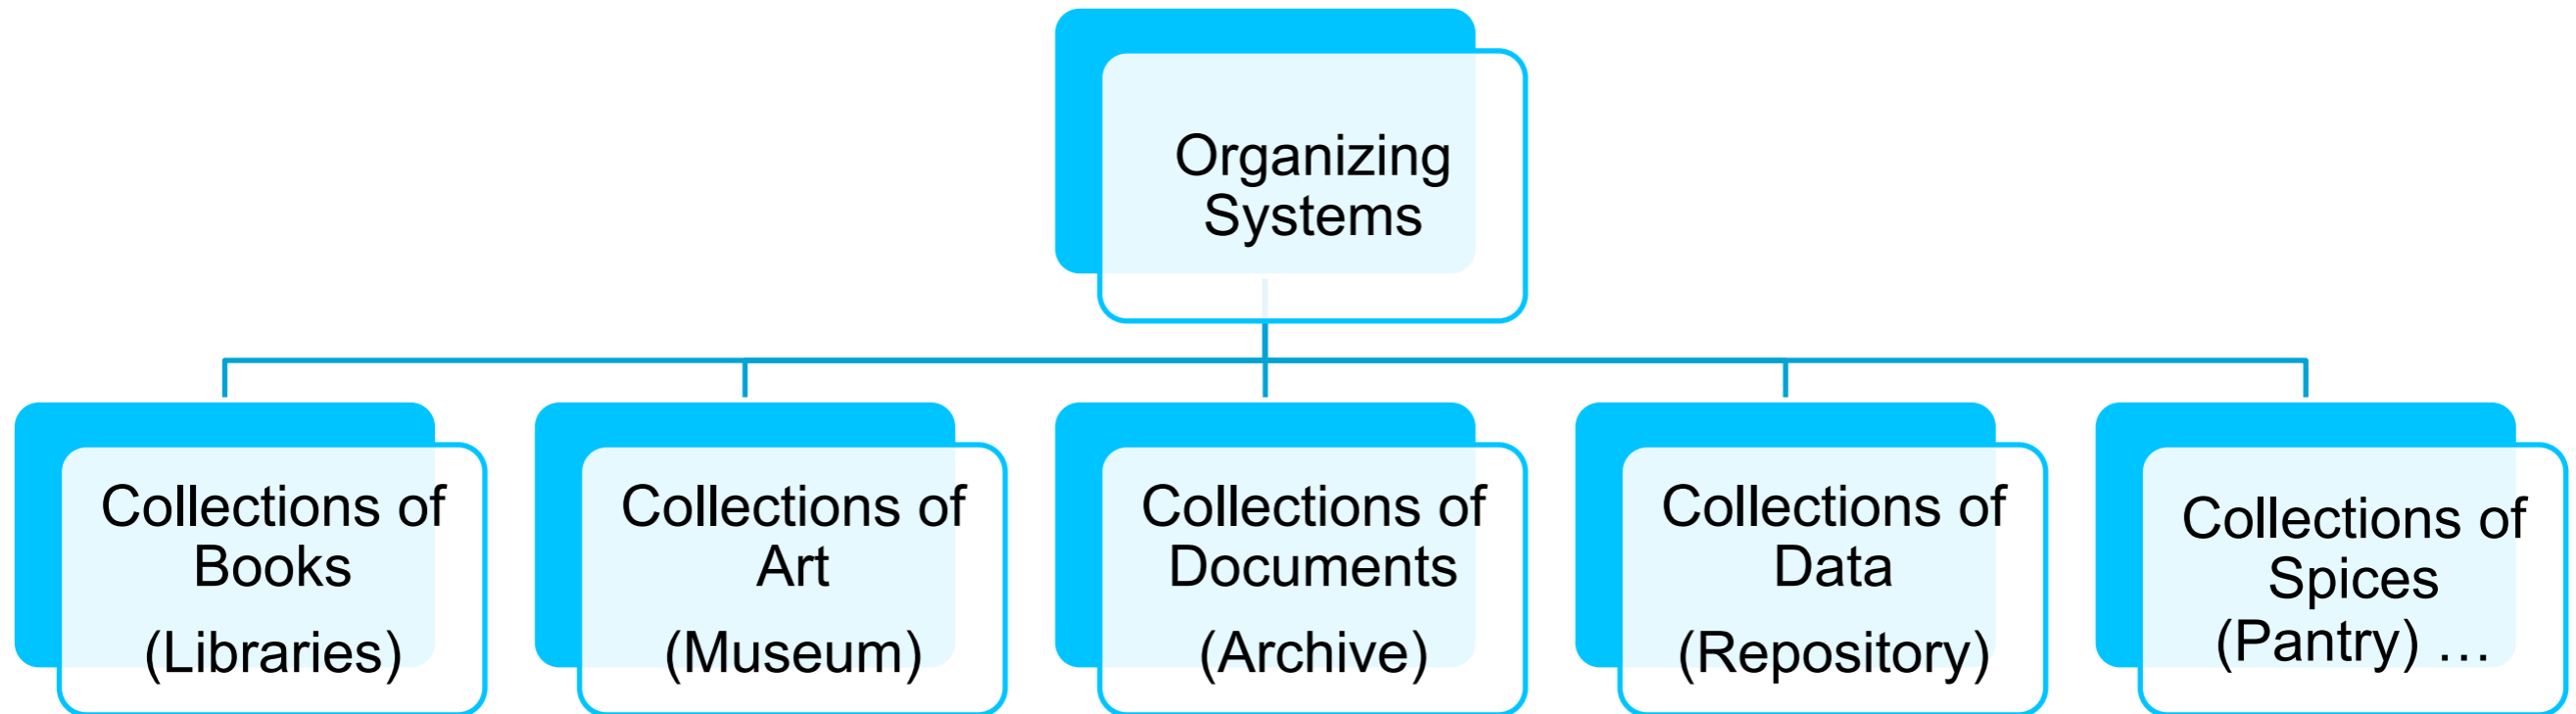 Organizing
Systems
Collections of
Books
(Libraries)
Collections of
Art
(Museum)
Collections of
Documents
(Archive)
Collections of
Data
(Repository)
Collections of
Spices
(Pantry) …